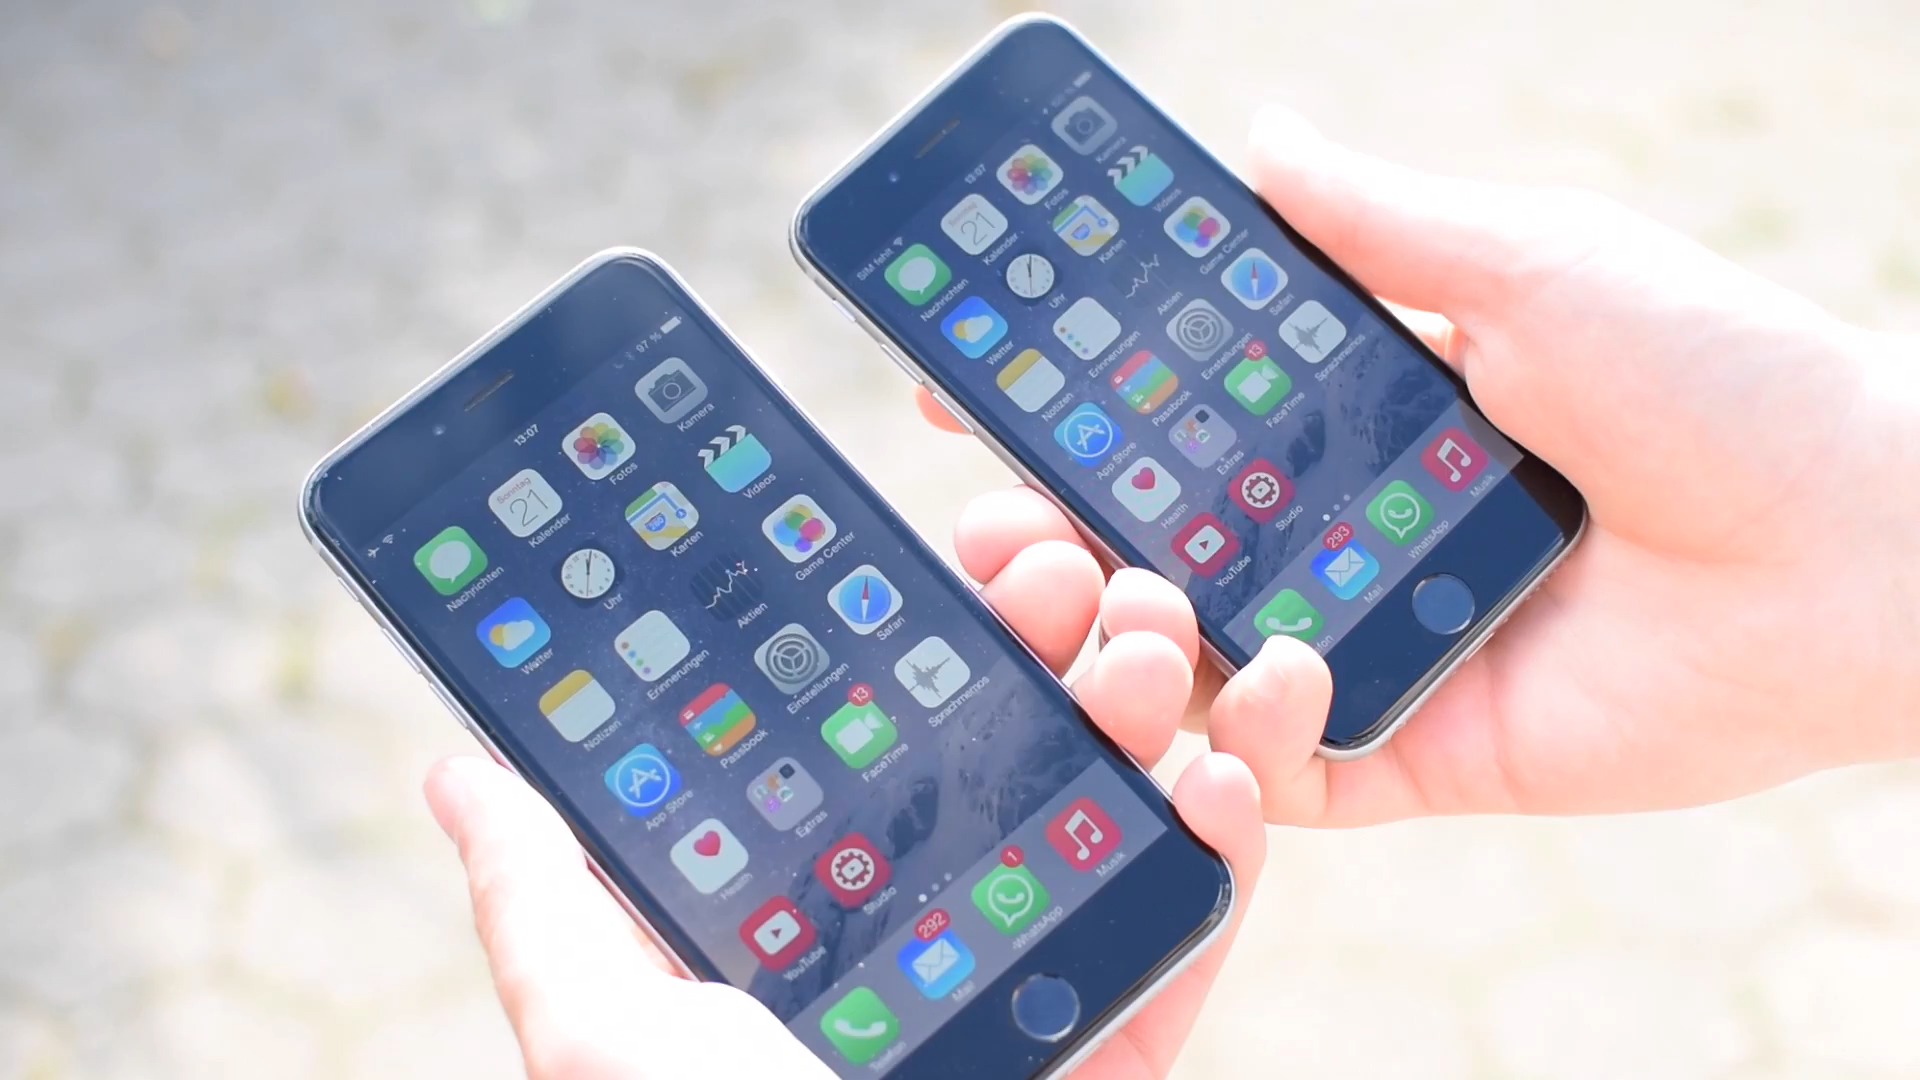 13:07
97 %
Nachrichten
Sonntag
21
Kalender
Fotos
Kamera
Wetter
Uhr
Karten
Videos
Notizen
Erinnerungen
Aktien
Game Center
App Store
Passbook
Einstellungen
Safari
Health
Extras
13
FaceTime
Sprachmemos
YouTube
Studio
Telefon
292
Mail
1
WhatsApp
Musik
SIM fehlt
13:07
Nachrichten
Sonntag
21
Kalender
Fotos
Kamera
Wetter
Uhr
Karten
Videos
Notizen
Erinnerungen
Aktien
Game Center
App Store
Passbook
Einstellungen
Safari
Health
Extras
13
FaceTime
Sprachmemos
YouTube
Studio
fon
293
Mail
WhatsApp
Musik